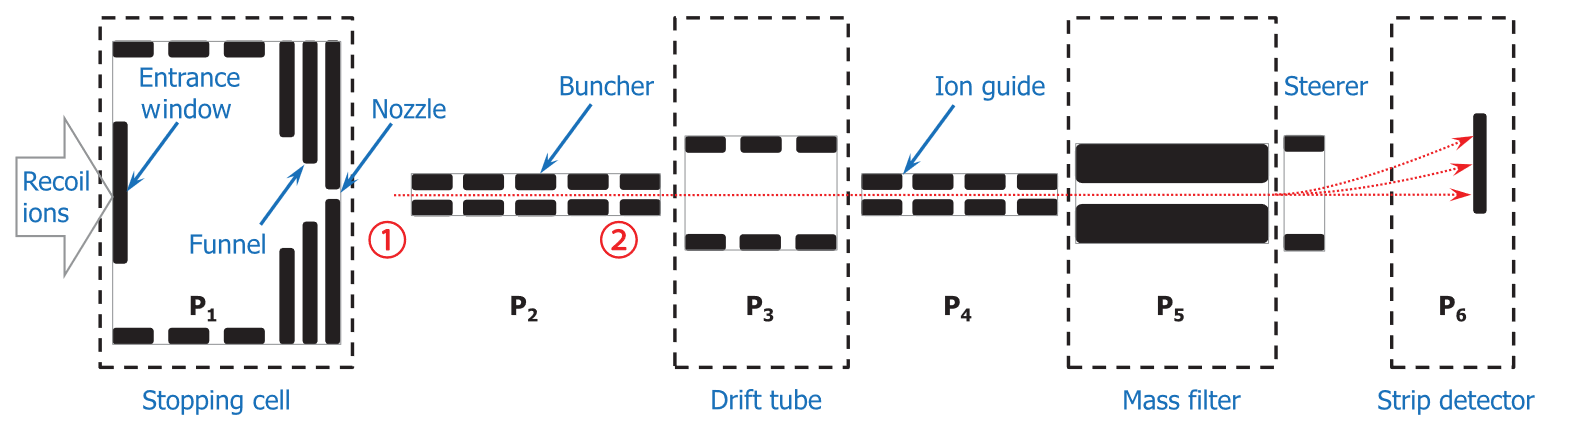 Entrance
window
Nozzle
Buncher
Ion guide
Steerer
Recoil
ions
Funnel
①
②
P1
P2
P3
P4
P5
P6
Stopping cell
Drift tube
Mass filter
Strip detector